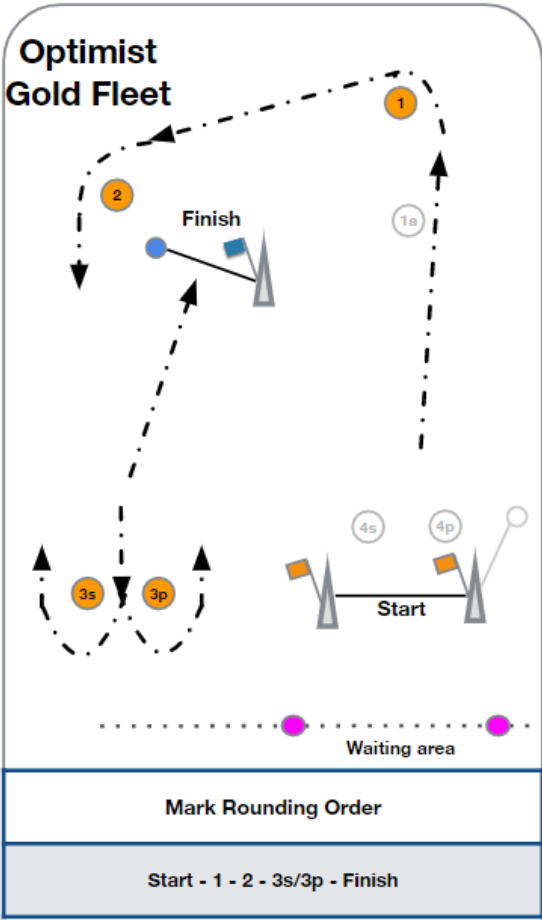 Optimist
Gold Fleet
1
2
Finish
1a
4s
4p
3s
3p
Start
Waiting area
Mark Rounding Order
Start - 1 - 2 - 3s/3p - Finish